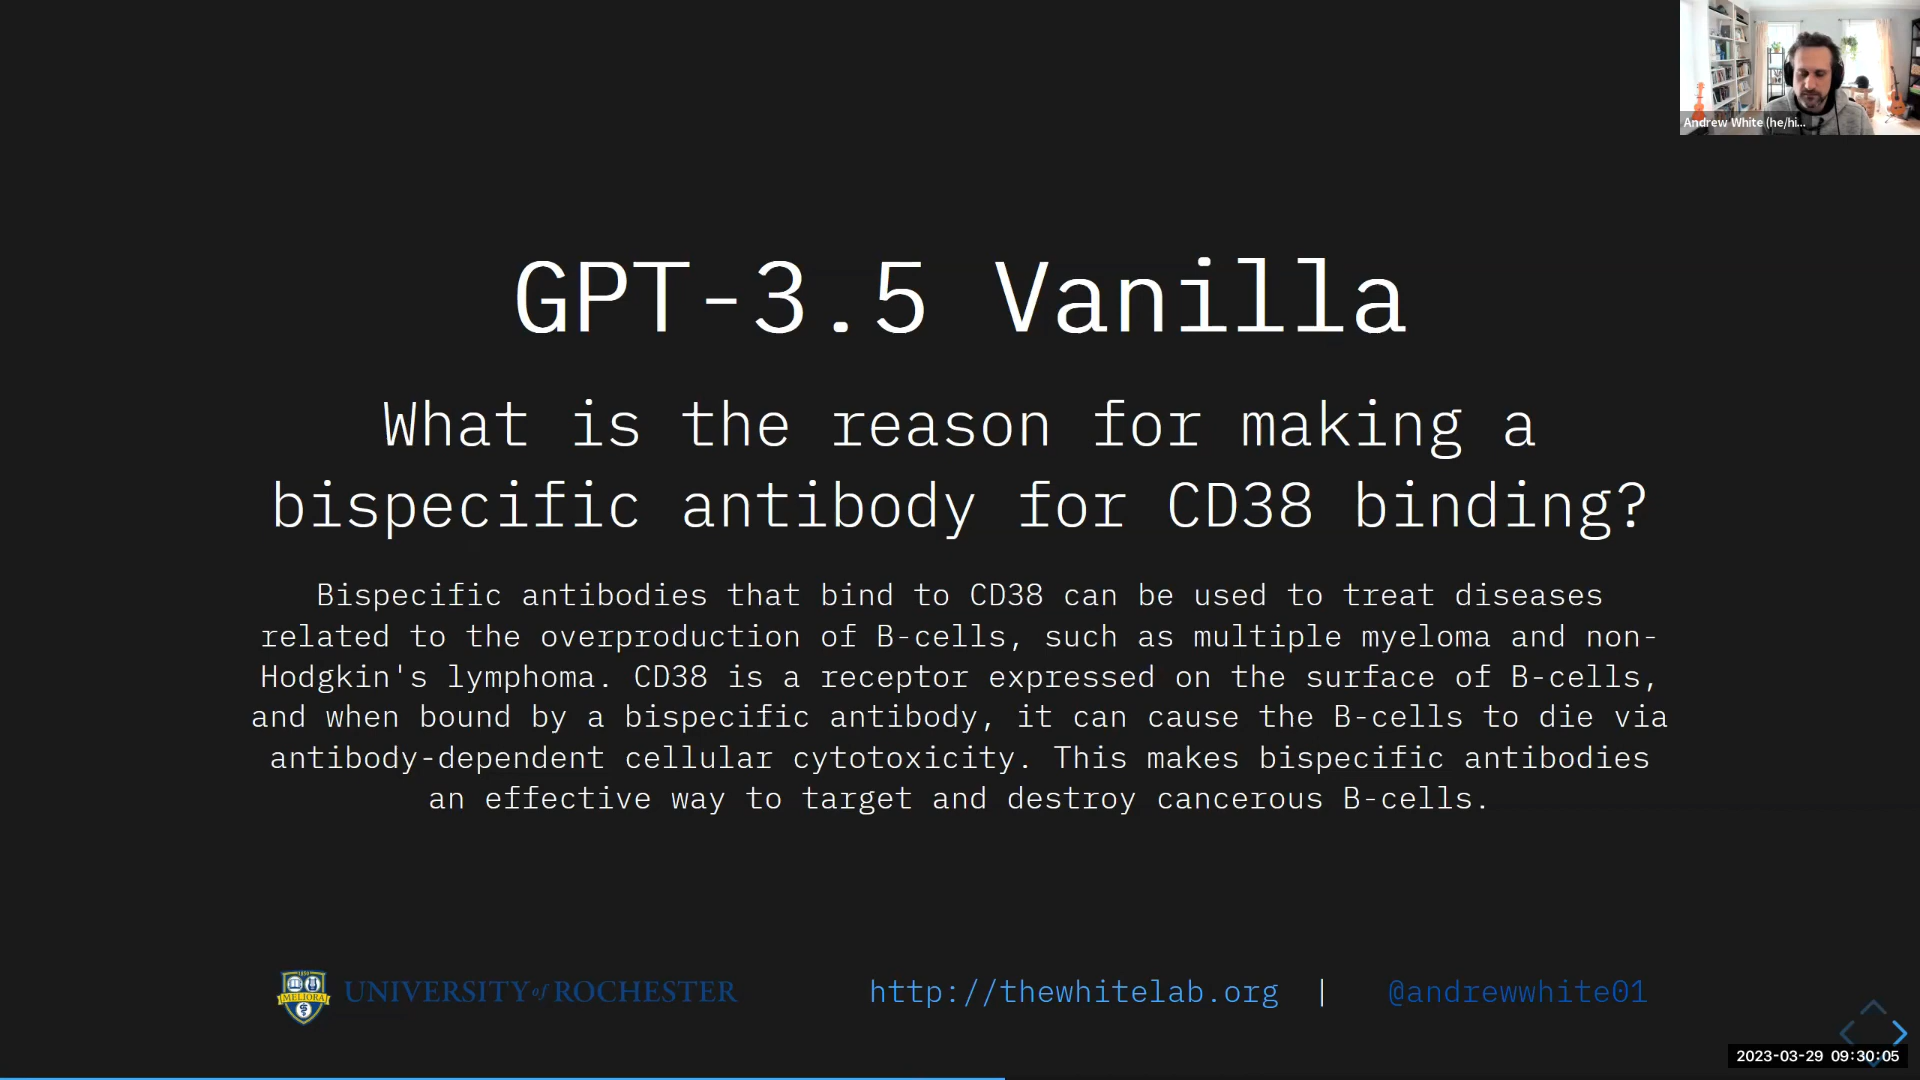 Andrew White (he/hi...
GPT-3.5 Vanilla
What is the reason for making a
bispecific antibody for CD38 binding?
Bispecific antibodies that bind to CD38 can be used to treat diseases
related to the overproduction of B-cells, such as multiple myeloma and non-
Hodgkin's lymphoma. CD38 is a receptor expressed on the surface of B-cells,
and when bound by a bispecific antibody, it can cause the B-cells to die via
antibody-dependent cellular cytotoxicity. This makes bispecific antibodies
an effective way to target and destroy cancerous B-cells.
MELIORA
UNIVERSITY of ROCHESTER
http://thewhitelab.org | @andrewwhite01
2023-03-29 09:30:05